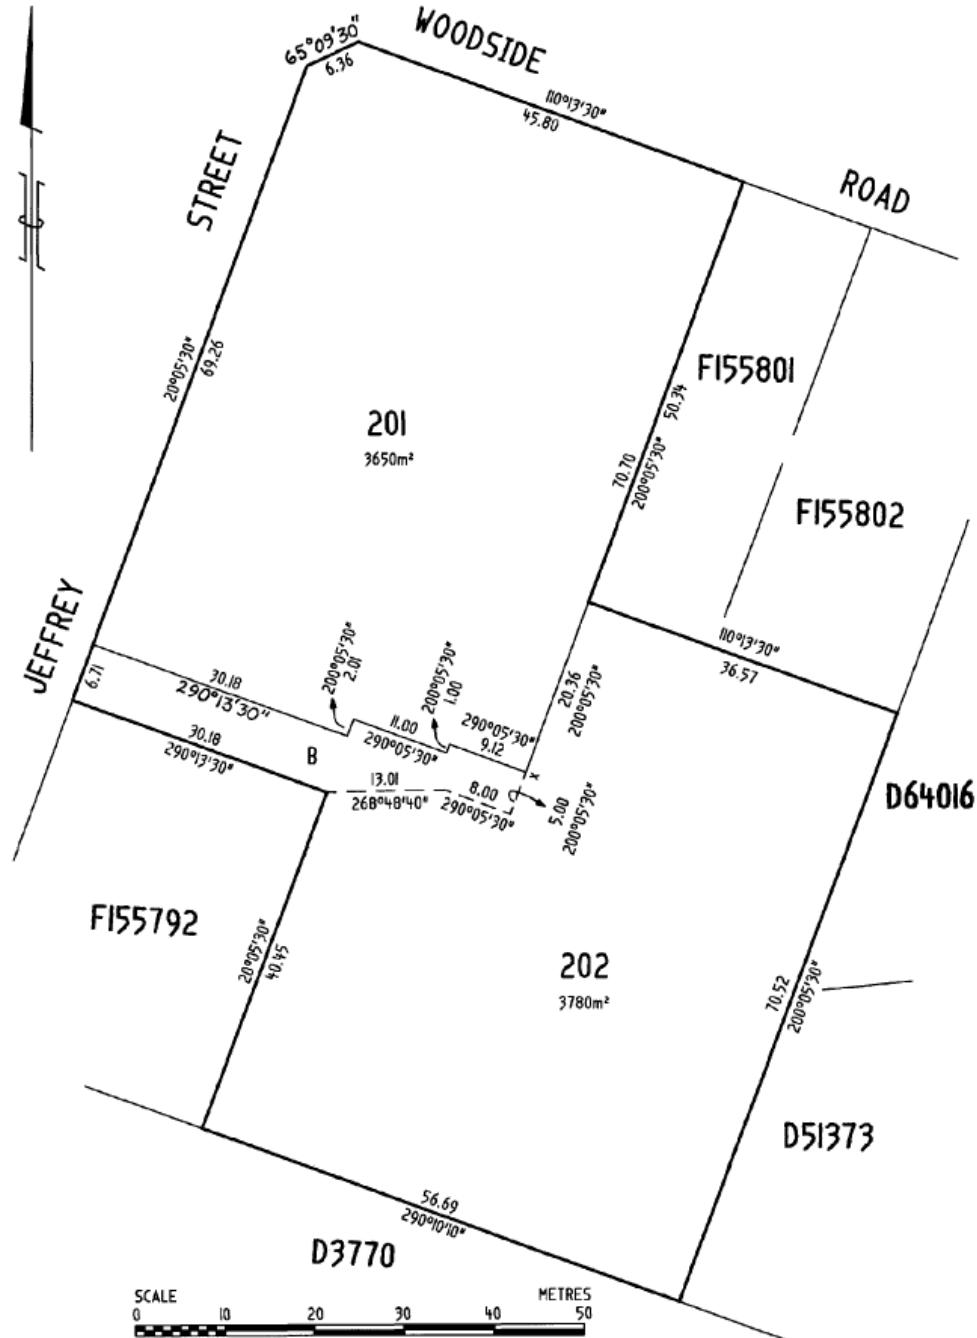 WOODSIDE
65°09'30"
6.36
110°13'30"
45.80
ROAD
STREET
20°05'30"
69.26
F155801
50.34
70.70
200°05'30"
201
3650m²
F155802
JEFFREY
6.71
110°13'30"
36.57
30.18
290°13'30"
200°05'30"
2.01
200°05'30"
1.00
11.00
290°05'30"
290°05'30"
9.12
20.36
200°05'30"
x
30.18
290°13'30"
B
13.01
268°48'40"
8.00
290°05'30"
5.00
200°05'30"
D64016
F155792
20°05'30"
40.45
202
3780m²
70.52
200°05'30"
D51373
56.69
290°10'10"
D3770
SCALE
METRES
0 10 20 30 40 50